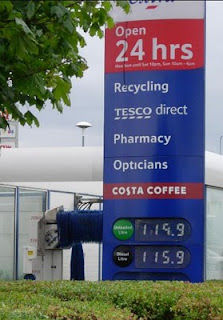 Open
24 hrs
Recycling
TESCO direct
Pharmacy
Opticians
COSTA COFFEE
Unleaded
Litre
114.9
Diesel
Litre
115.9